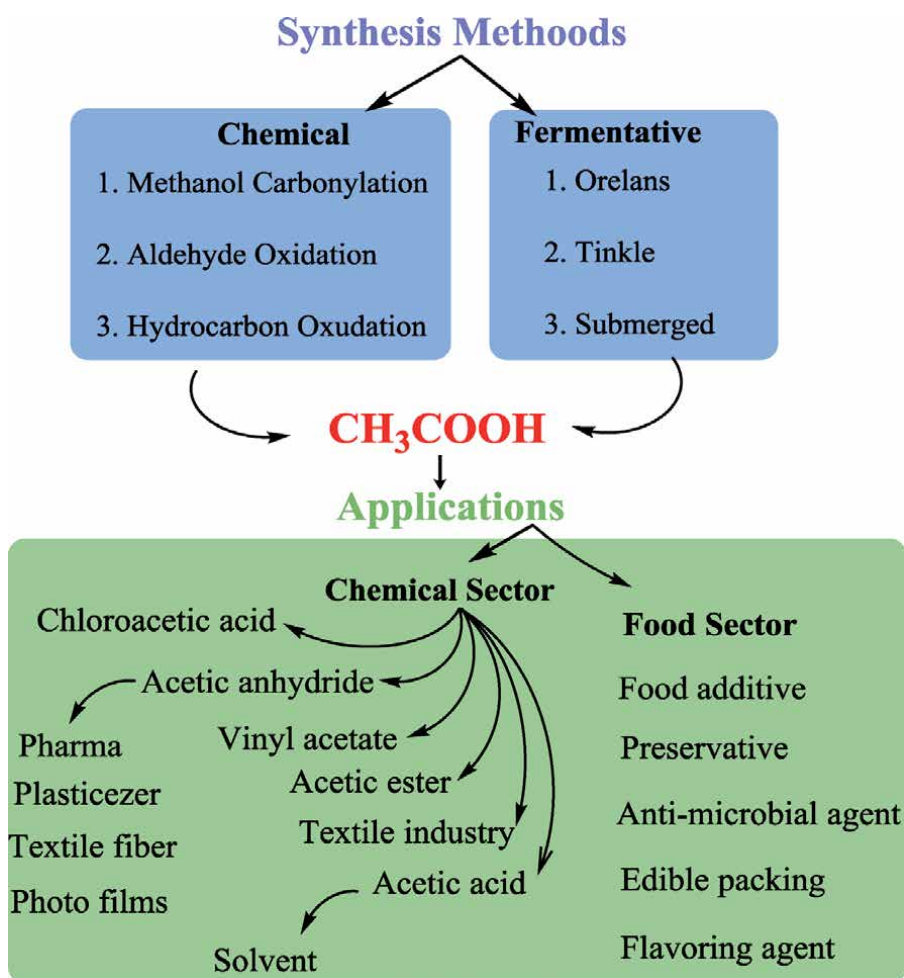 Synthesis Methoods
Chemical
1. Methanol Carbonylation
2. Aldehyde Oxidation
3. Hydrocarbon Oxudation
Fermentative
1. Orelans
2. Tinkle
3. Submerged
CH₃COOH
Applications
Chemical Sector
Chloroacetic acid
Acetic anhydride
Pharma
Plasticezer
Textile fiber
Photo films
Vinyl acetate
Acetic ester
Textile industry
Acetic acid
Solvent
Food Sector
Food additive
Preservative
Anti-microbial agent
Edible packing
Flavoring agent